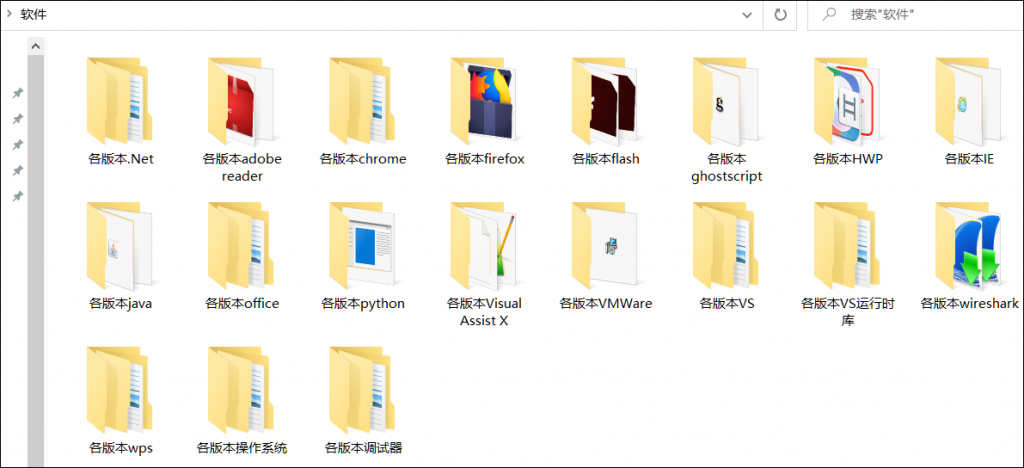 软件
搜索"软件"
各版本.Net
各版本adobe
reader
各版本chrome
各版本firefox
各版本flash
各版本
ghostscript
各版本HWP
各版本IE
各版本java
各版本office
各版本python
各版本Visual
Assist X
各版本VMWare
各版本VS
各版本VS运行时
库
各版本wireshark
各版本wps
各版本操作系统
各版本调试器